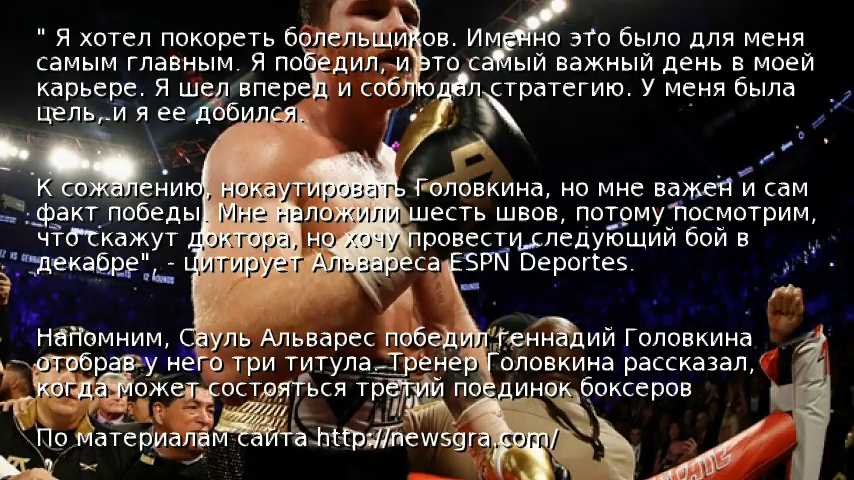 " Я хотел покореть болельщиков. Именно это было для меня
самым главным. Я победил, и это самый важный день в моей
карьере. Я шел вперед и соблюдал стратегию. У меня была
цель, и я ее добился.
К сожалению, нокаутировать Головкина, но мне важен и сам
факт победы. Мне наложили шесть швов, потому посмотрим,
что скажут доктора, но хочу провести следующий бой в
декабре", - цитирует Альвареса ESPN Deportes.
Напомним, Сауль Альварес победил геннадий Головкина
отобрав у него три титула. Тренер Головкина рассказал,
когда может состояться третий поединок боксеров
По материалам сайта http://newsgra.com/